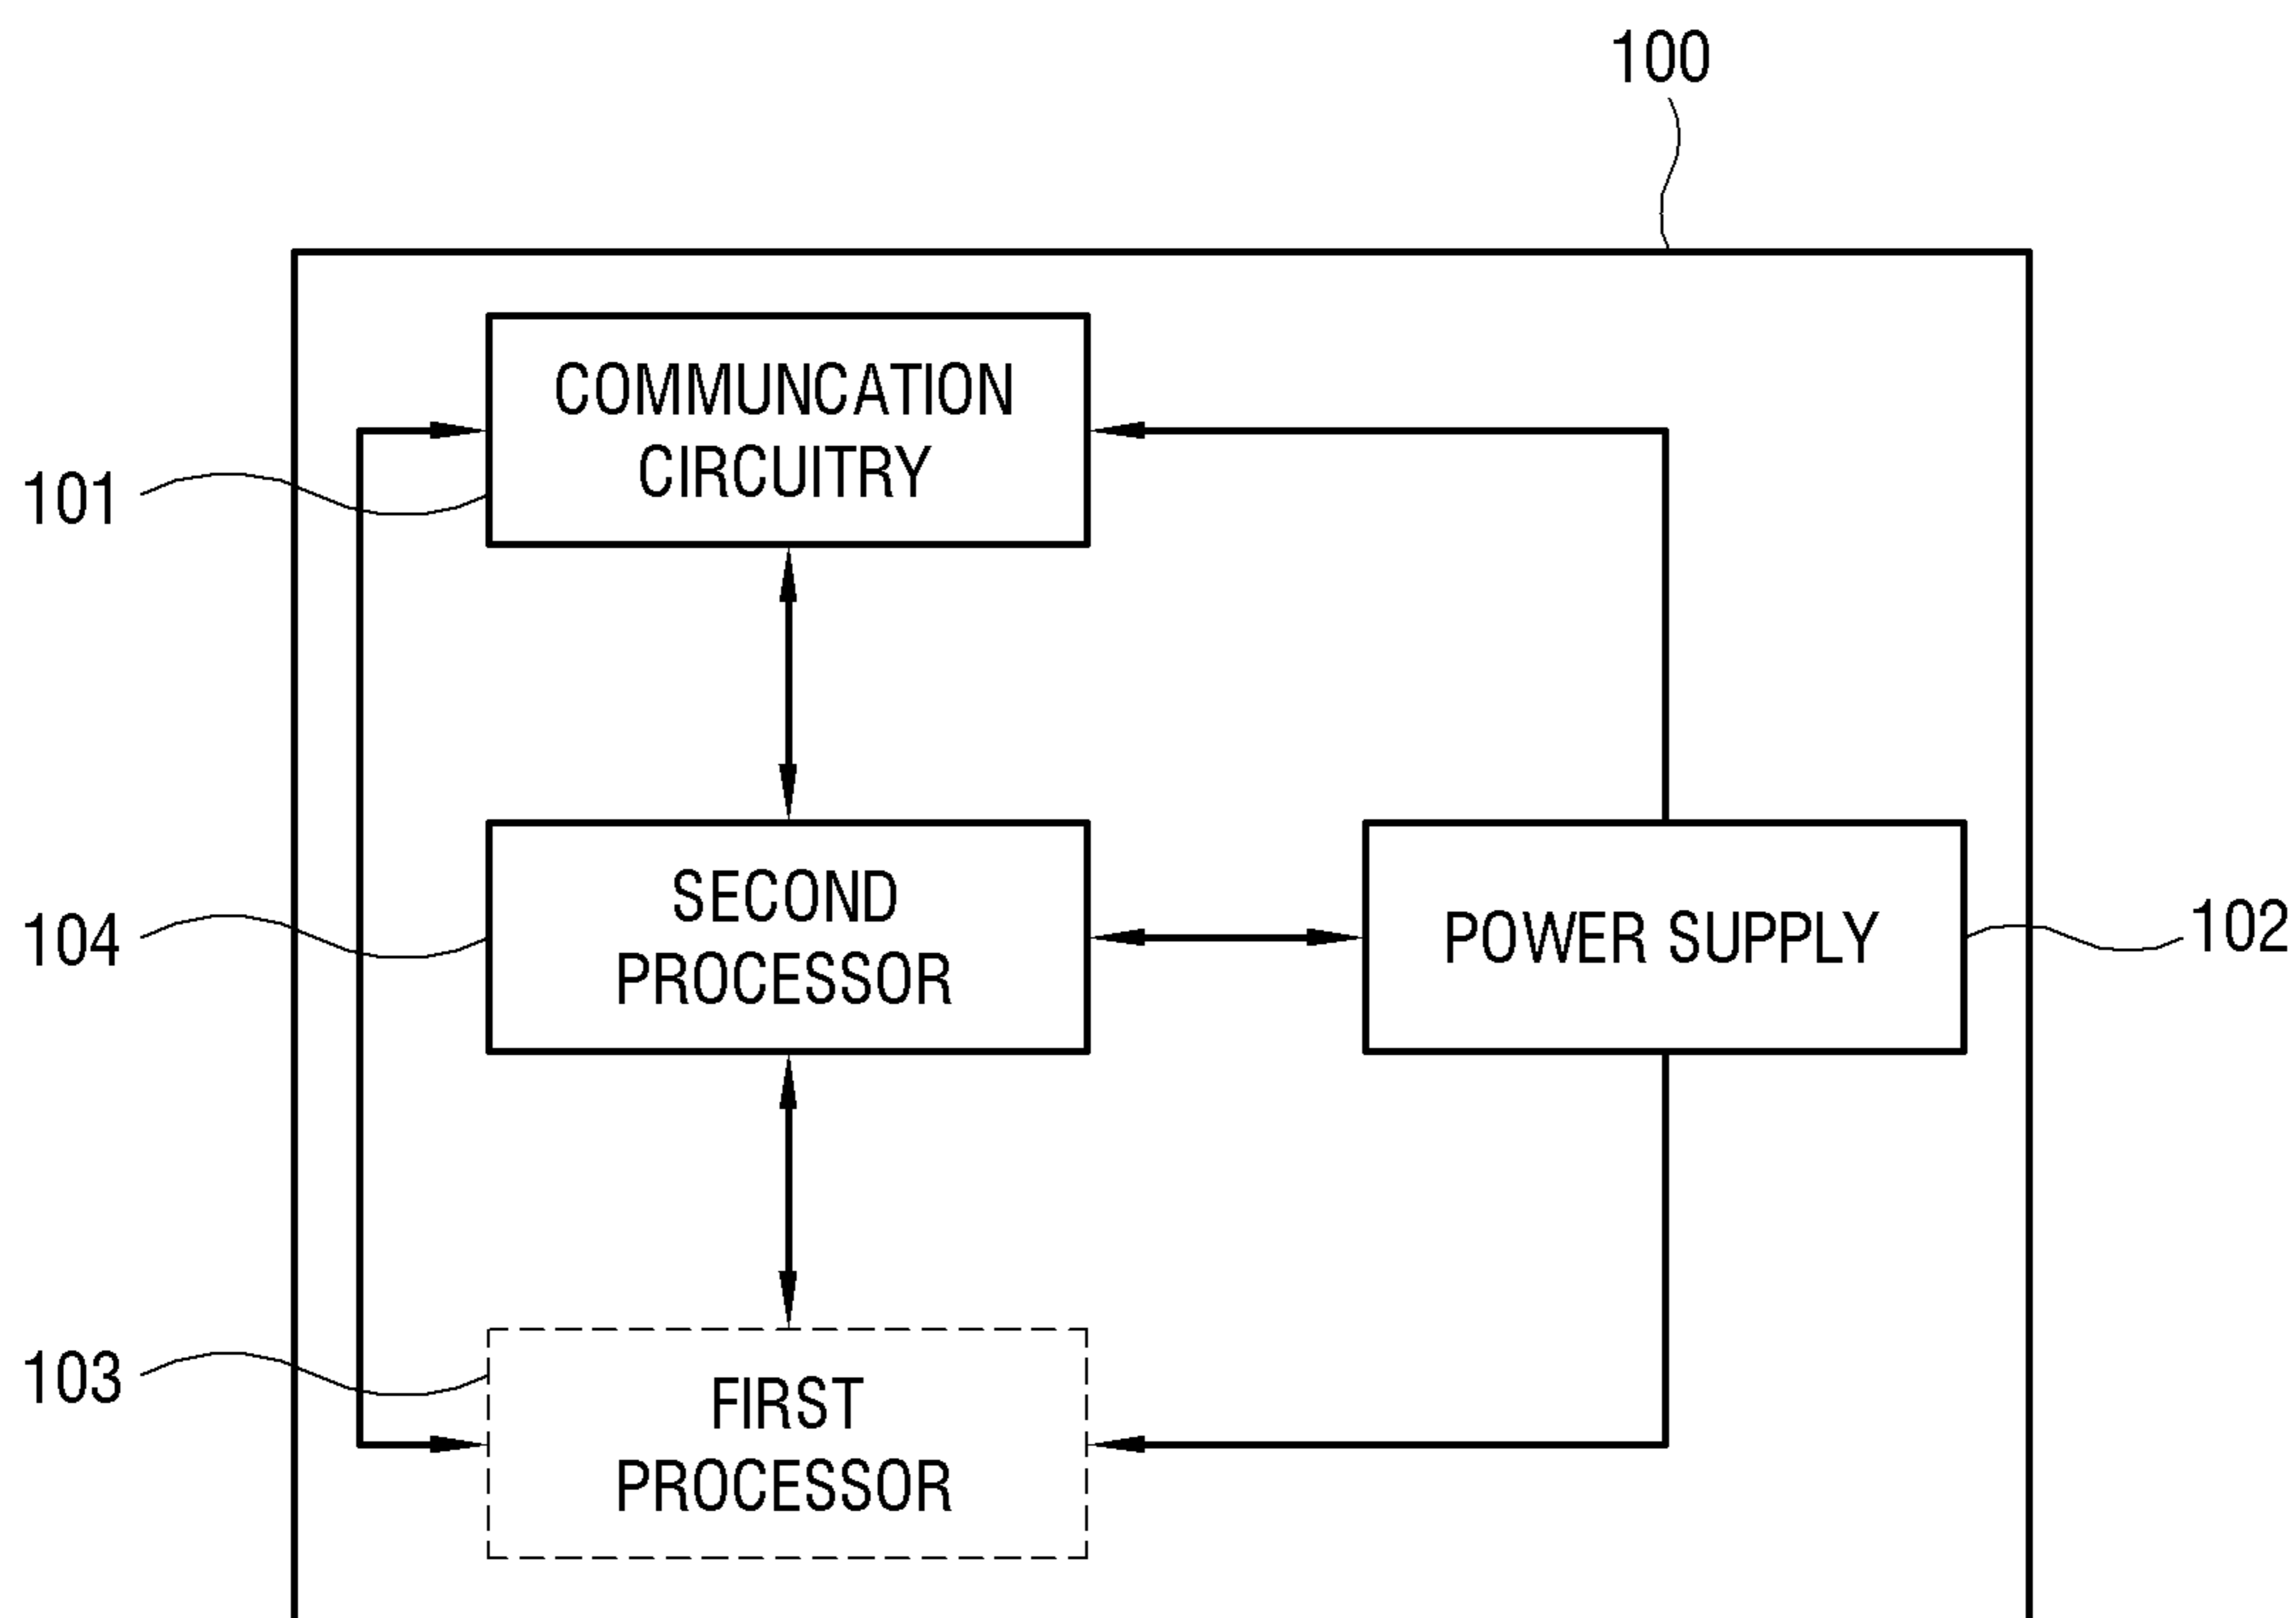 100
COMMUNCATION
CIRCUITRY
101
SECOND
PROCESSOR
104
POWER SUPPLY
102
FIRST
PROCESSOR
103